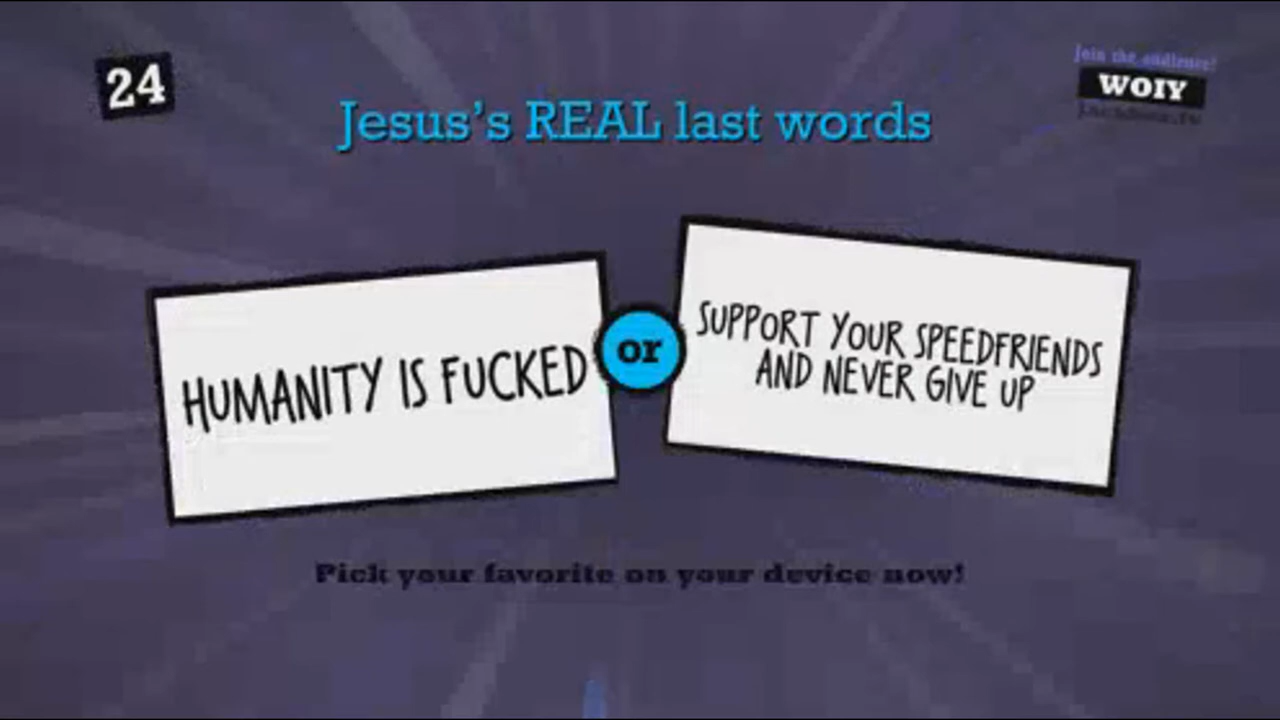 24
Join the audience!
WOIY
Jesus's REAL last words
HUMANITY IS FUCKED
or
SUPPORT YOUR SPEEDFRIENDS
AND NEVER GIVE UP
Pick your favorite on your device now!